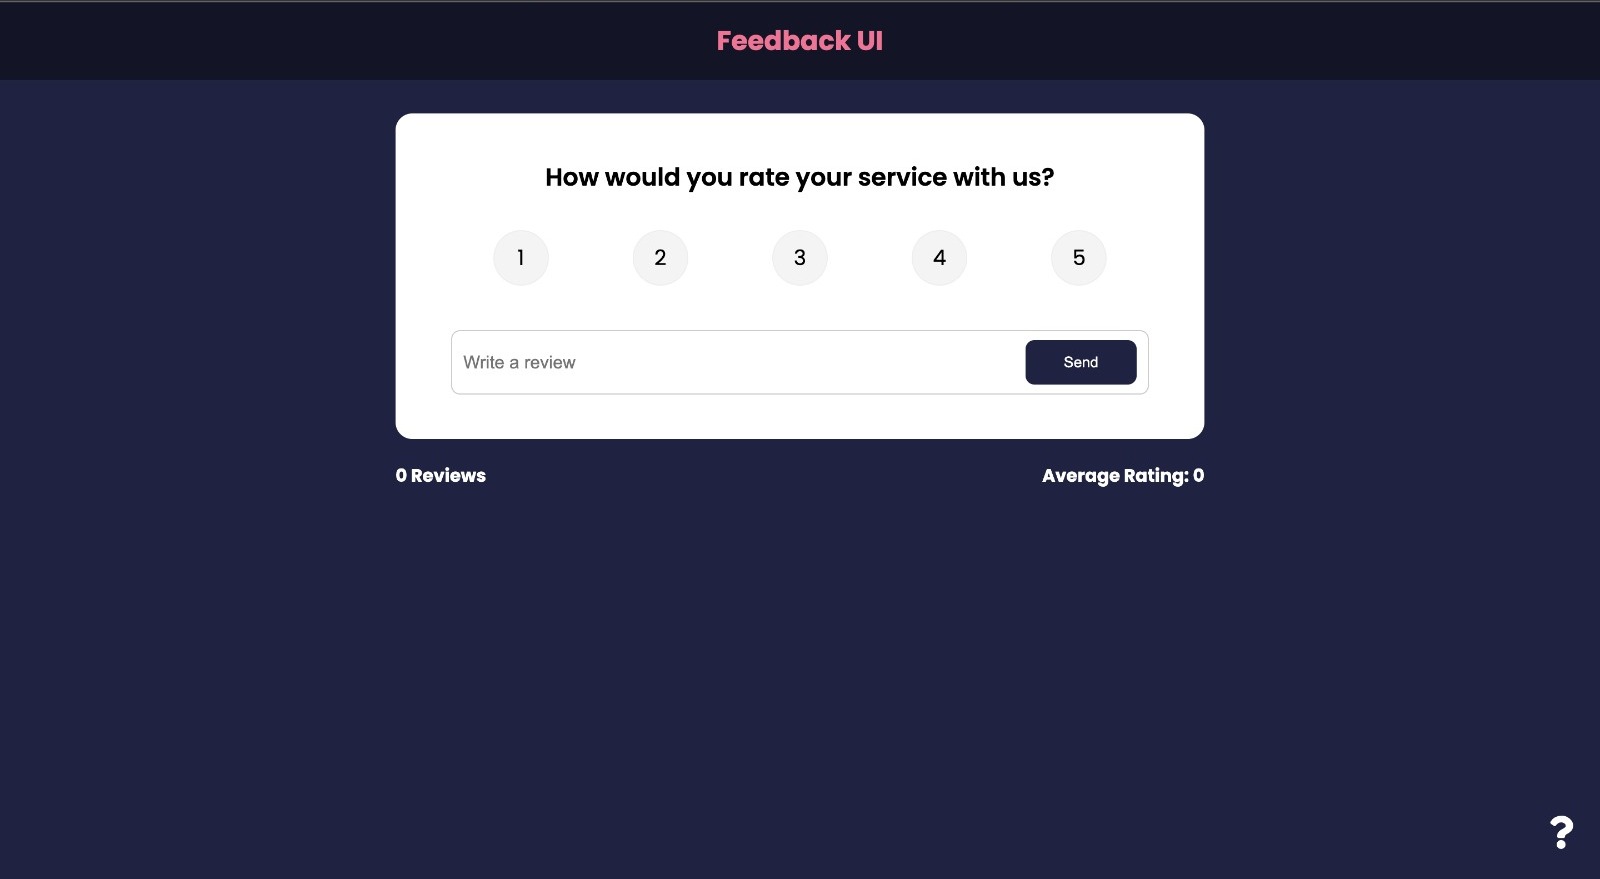 Feedback UI
How would you rate your service with us?
1 2 3 4 5
Write a review
Send
0 Reviews
Average Rating: 0
?